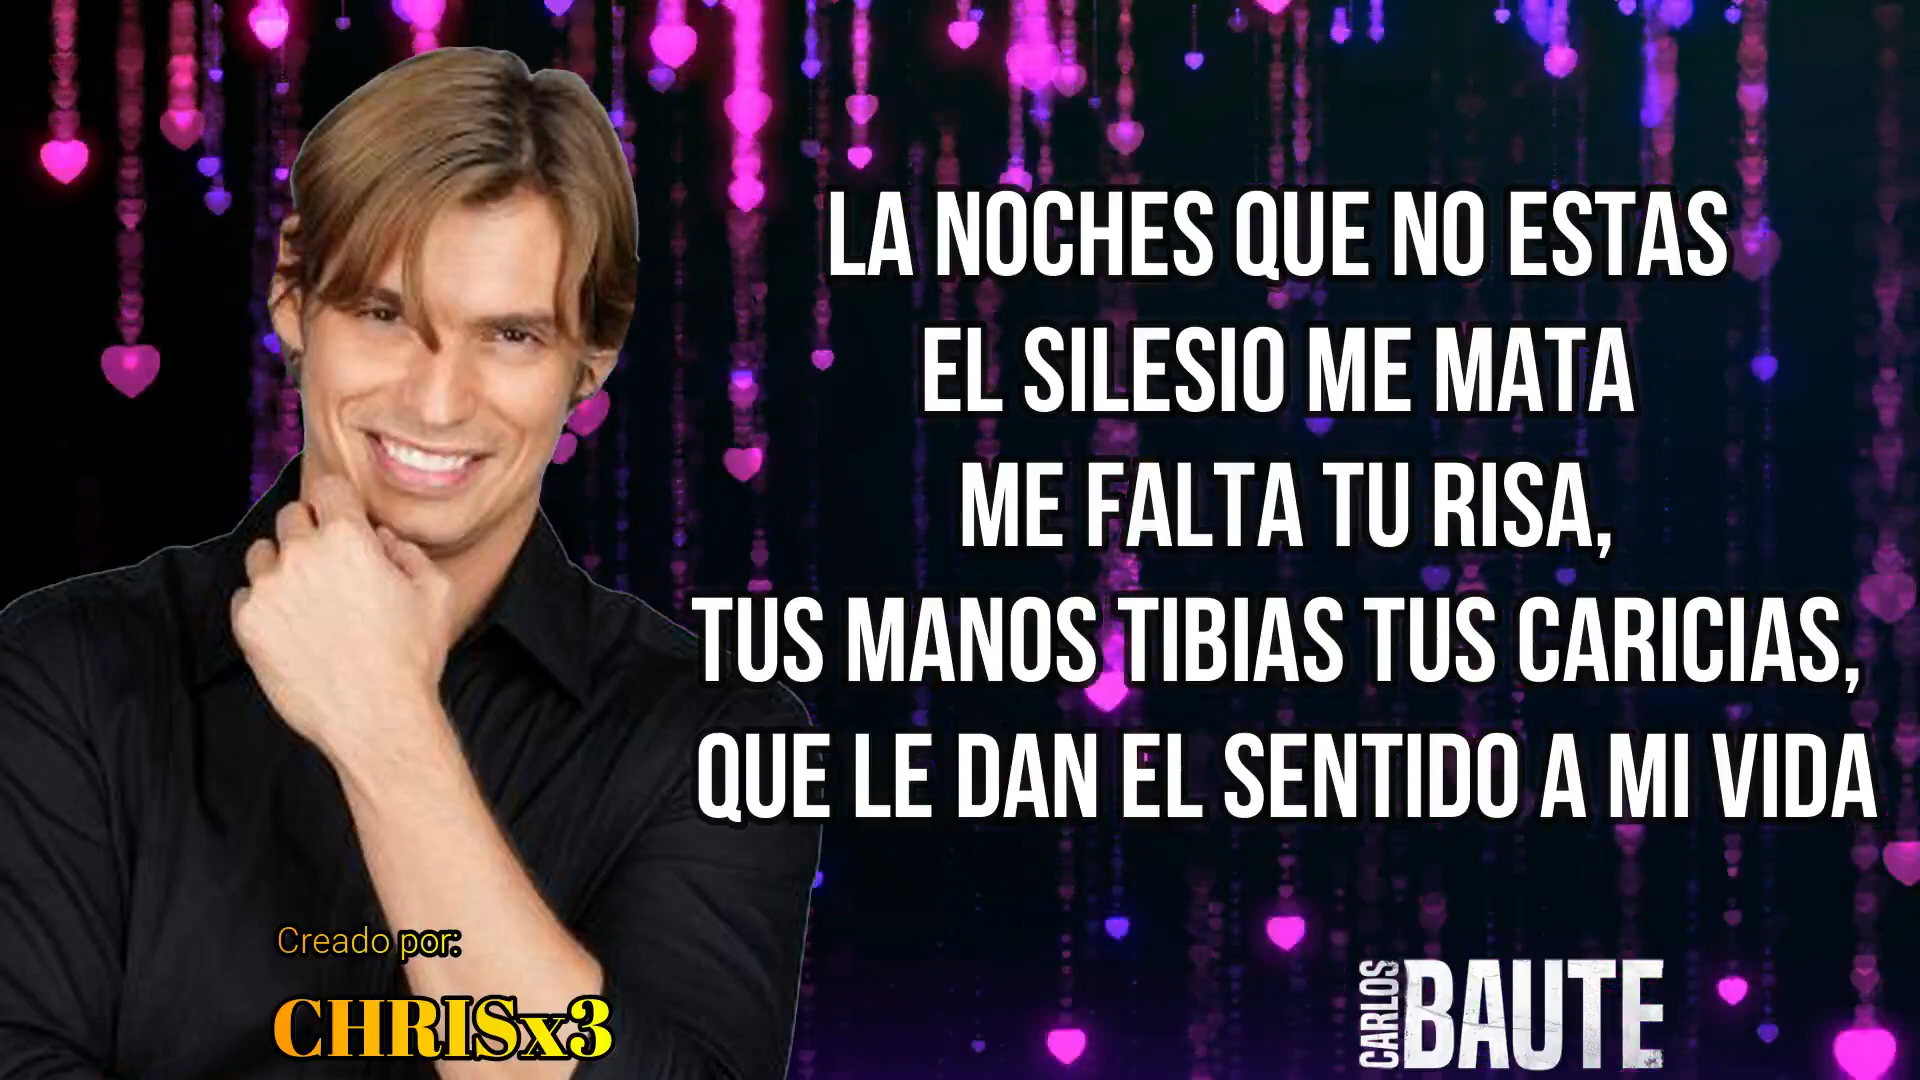 LA NOCHES QUE NO ESTAS
EL SILESIO ME MATA
ME FALTA TU RISA,
TUS MANOS TIBIAS TUS CARICIAS,
QUE LE DAN EL SENTIDO A MI VIDA
Creado por:
CHRISx3
CARLOS
BAUTE